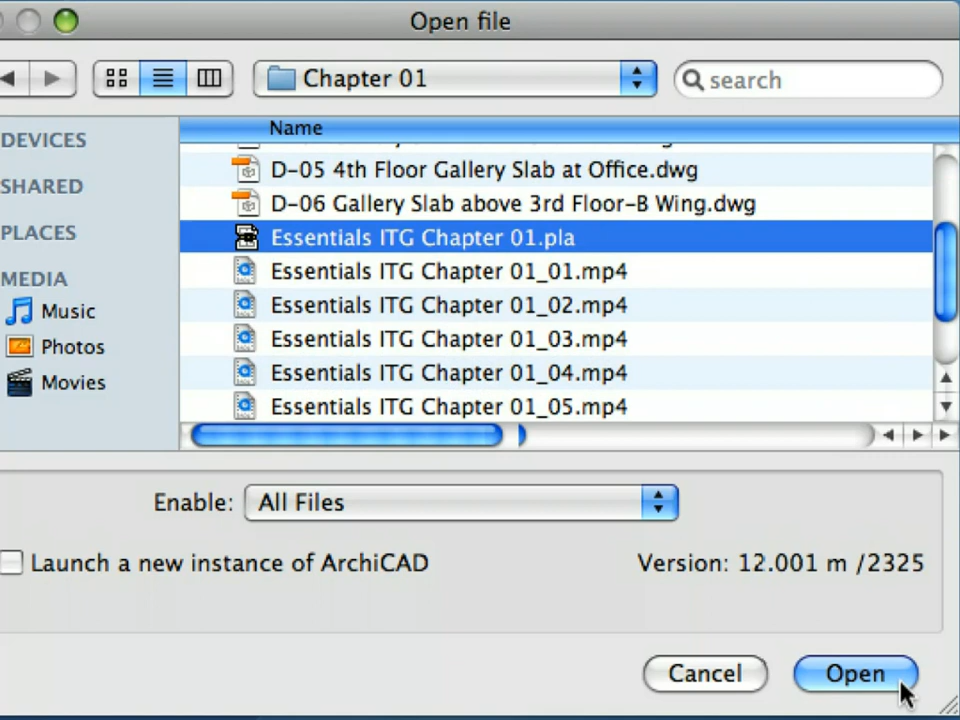 Open file
Chapter 01
search
DEVICES
SHARED
PLACES
MEDIA
Music
Photos
Movies
Name
D-05 4th Floor Gallery Slab at Office.dwg
D-06 Gallery Slab above 3rd Floor-B Wing.dwg
Essentials ITG Chapter 01.pla
Essentials ITG Chapter 01_01.mp4
Essentials ITG Chapter 01_02.mp4
Essentials ITG Chapter 01_03.mp4
Essentials ITG Chapter 01_04.mp4
Essentials ITG Chapter 01_05.mp4
Enable: All Files
Launch a new instance of ArchiCAD
Version: 12.001 m /2325
Cancel
Open